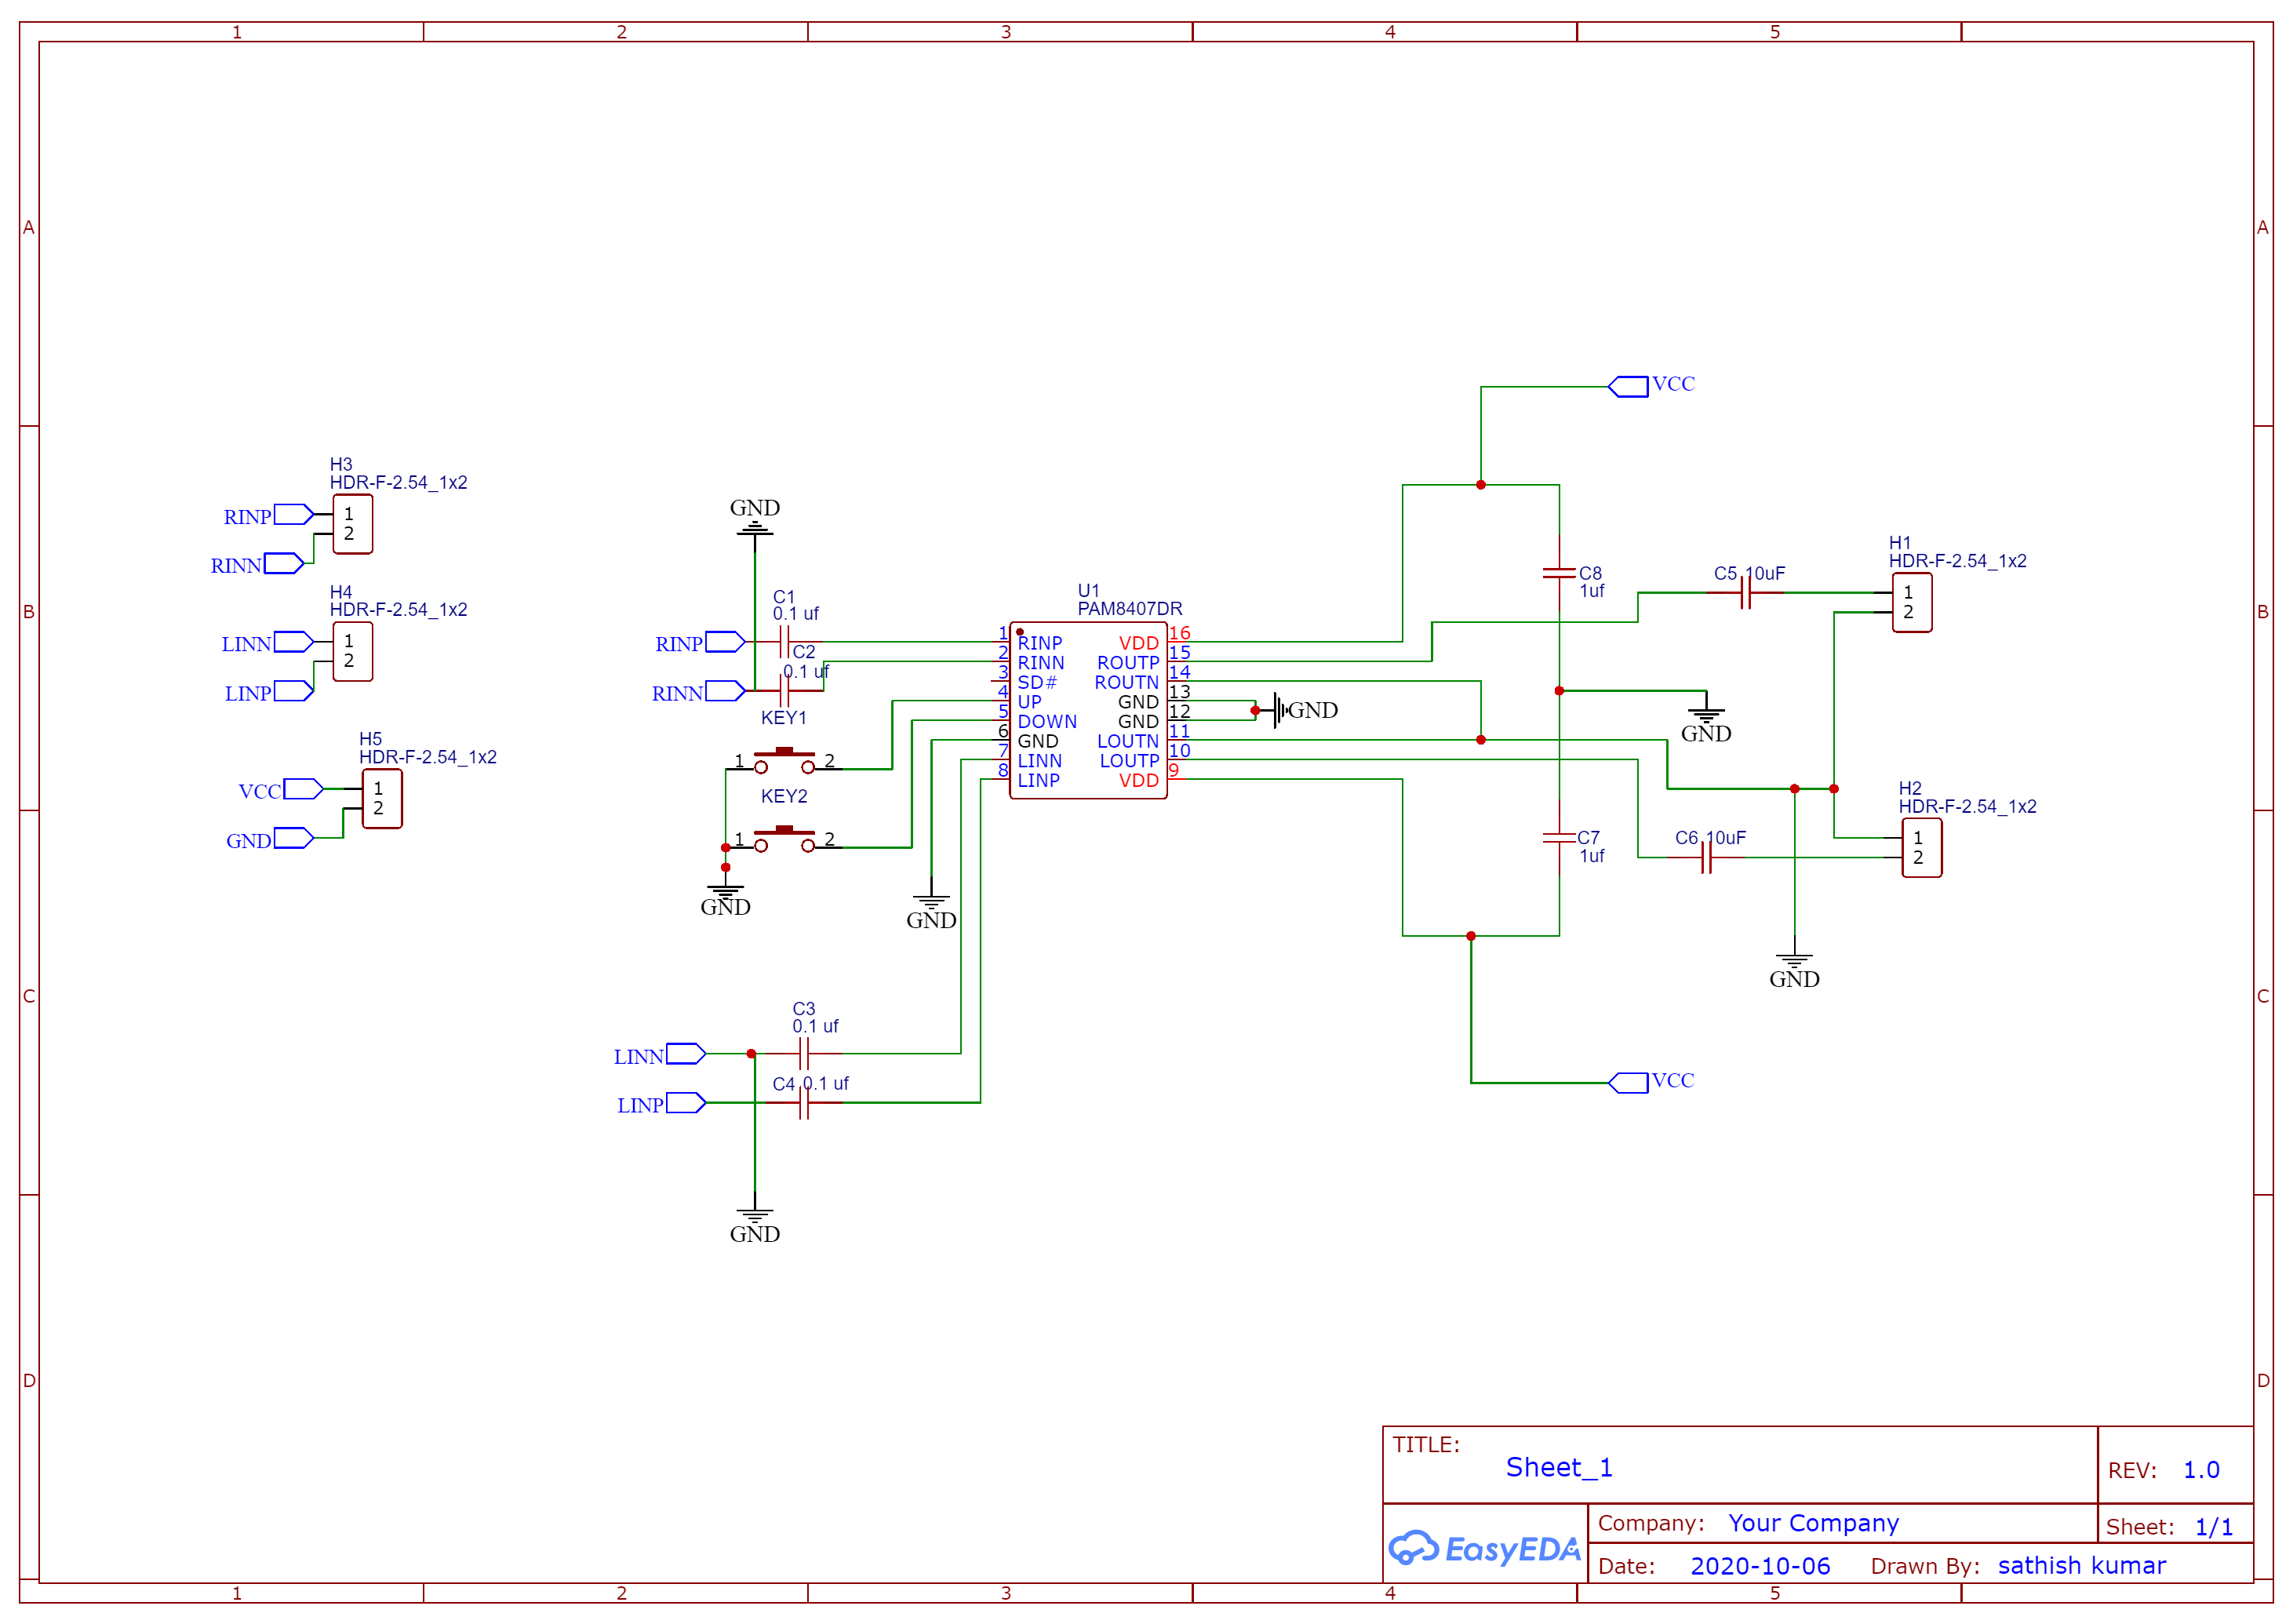 1 2 3 4 5
A A
B B
C C
D D
VCC
H3
HDR-F-2.54_1x2
RINP 1
2
RINN
H4
HDR-F-2.54_1x2
LINN 1
2
LINP
H5
HDR-F-2.54_1x2
VCC 1
2
GND
GND
C1
0.1 uf
RINP
C2
0.1 uf
RINN
KEY1
1 2
KEY2
1 2
GND
GND
U1
PAM8407DR
1 RINP VDD 16
2 RINN ROUTP 15
3 SD# ROUTN 14
4 UP GND 13
5 DOWN GND 12
6 GND LOUTN 11
7 LINN LOUTP 10
8 LINP VDD 9
GND
C8
1uf
GND
C7
1uf
C5 10uF
H1
HDR-F-2.54_1x2
1
2
H2
HDR-F-2.54_1x2
C6 10uF
1
2
GND
VCC
C3
0.1 uf
LINN
C4 0.1 uf
LINP
GND
TITLE:
Sheet_1
REV: 1.0
EasyEDA
Company: Your Company
Sheet: 1/1
Date: 2020-10-06 Drawn By: sathish kumar
1 2 3 4 5